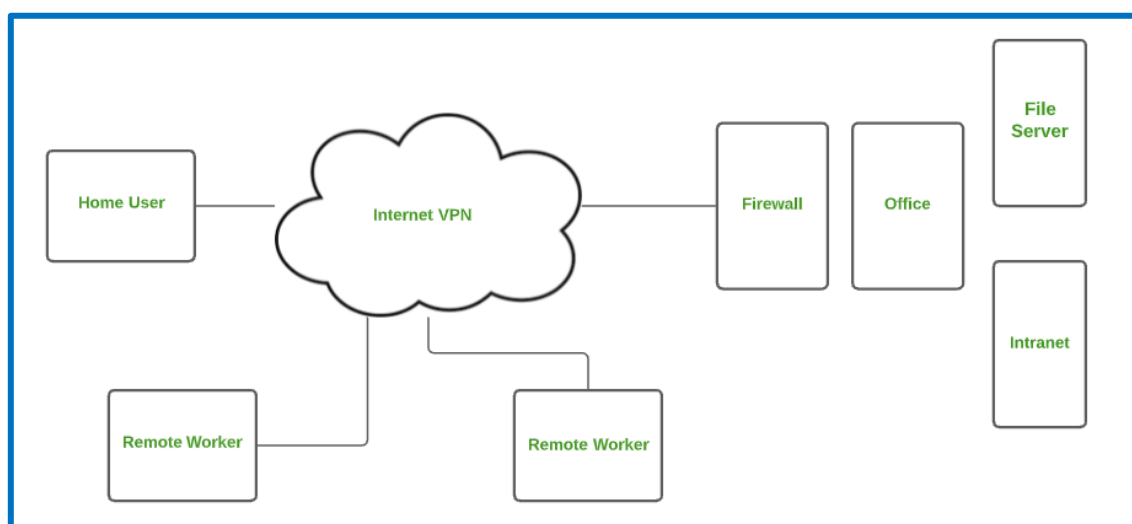 File
Server
Home User
Internet VPN
Firewall
Office
Intranet
Remote Worker
Remote Worker